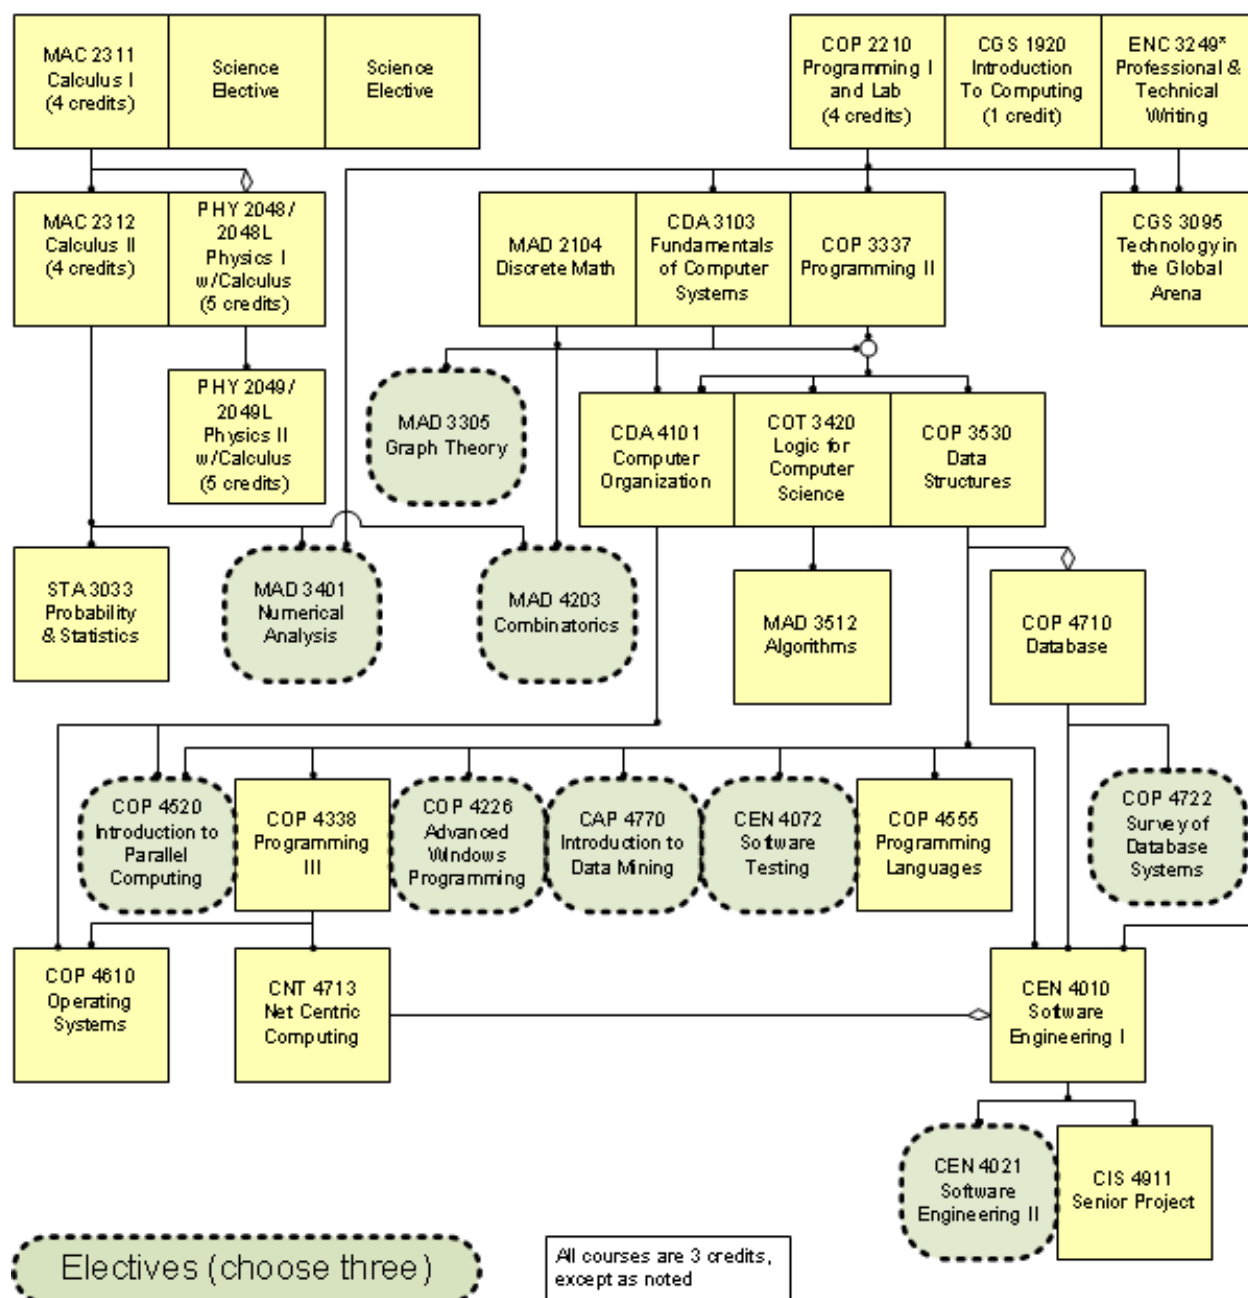 MAC 2311
Calculus I
(4 credits)
Science
Elective
Science
Elective
COP 2210
Programming I
and Lab
(4 credits)
CGS 1920
Introduction
To Computing
(1 credit)
ENC 3249*
Professional &
Technical
Writing
MAC 2312
Calculus II
(4 credits)
PHY 2048/
2048L
Physics I
w/Calculus
(5 credits)
MAD 2104
Discrete Math
CDA 3103
Fundamentals
of Computer
Systems
COP 3337
Programming II
CGS 3095
Technology in
the Global
Arena
PHY 2049/
2049L
Physics II
w/Calculus
(5 credits)
MAD 3305
Graph Theory
CDA 4101
Computer
Organization
COT 3420
Logic for
Computer
Science
COP 3530
Data
Structures
STA 3033
Probability
& Statistics
MAD 3401
Numerical
Analysis
MAD 4203
Combinatorics
MAD 3512
Algorithms
COP 4710
Database
COP 4520
Introduction to
Parallel
Computing
COP 4338
Programming
III
COP 4226
Advanced
Windows
Programming
CAP 4770
Introduction to
Data Mining
CEN 4072
Software
Testing
COP 4555
Programming
Languages
COP 4722
Survey of
Database
Systems
COP 4610
Operating
Systems
CNT 4713
Net Centric
Computing
CEN 4010
Software
Engineering I
CEN 4021
Software
Engineering II
CIS 4911
Senior Project
Electives (choose three)
All courses are 3 credits,
except as noted